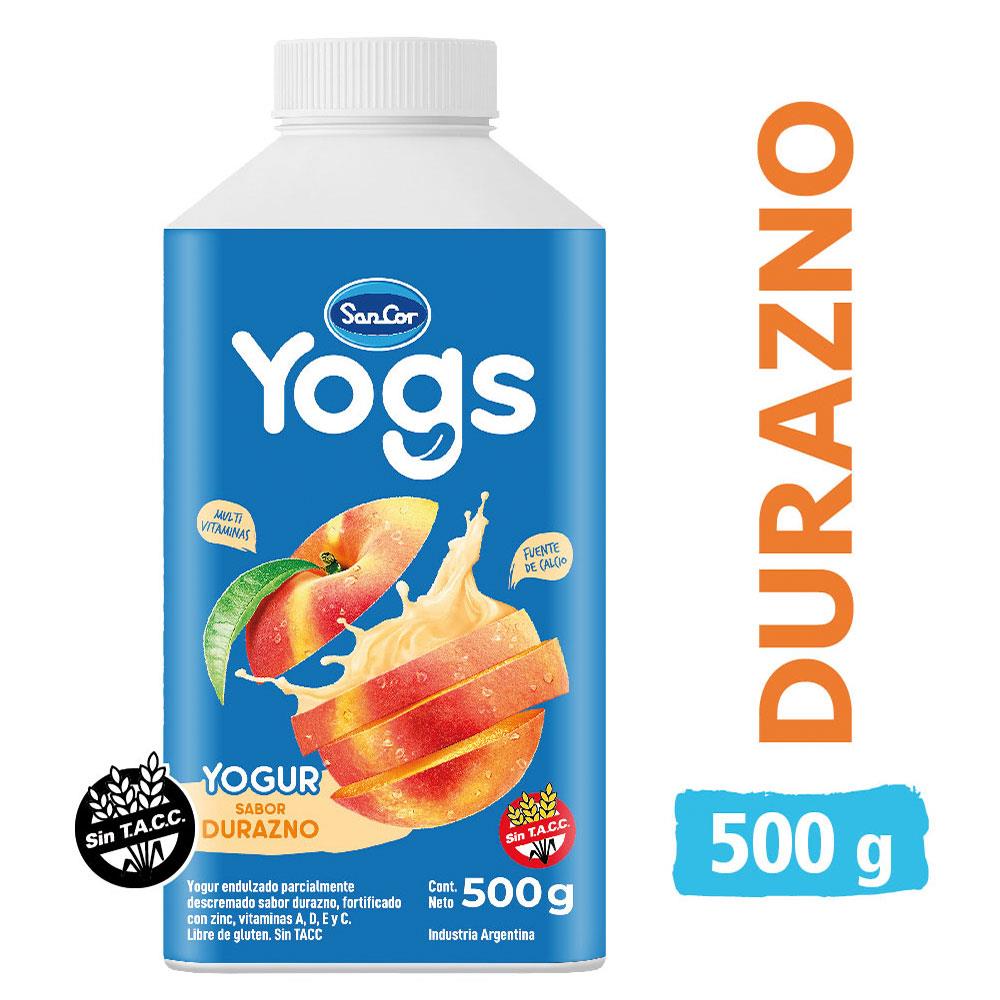 SanCor
Yogs
MULTI
VITAMINAS
FUENTE
DE CALCIO
YOGUR
SABOR
DURAZNO
Sin T.A.C.C.
Sin T.A.C.C.
Yogur endulzado parcialmente
descremado sabor durazno, fortificado
con zinc, vitaminas A, D, E y C.
Libre de gluten. Sin TACC
Cont.
Neto 500 g
Industria Argentina
DURAZNO
500 g